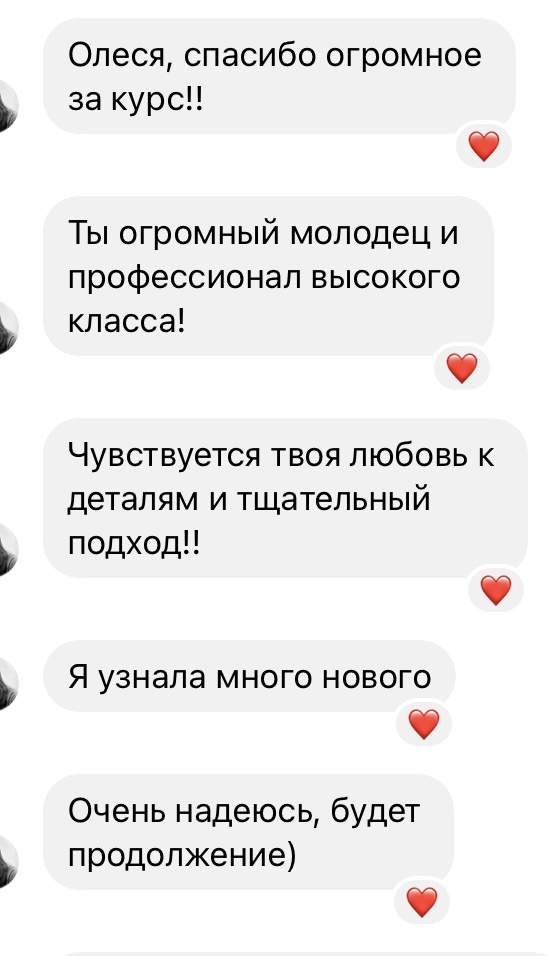 Олеся, спасибо огромное
за курс!!
Ты огромный молодец и
профессионал высокого
класса!
Чувствуется твоя любовь к
деталям и тщательный
подход!!
Я узнала много нового
Очень надеюсь, будет
продолжение)